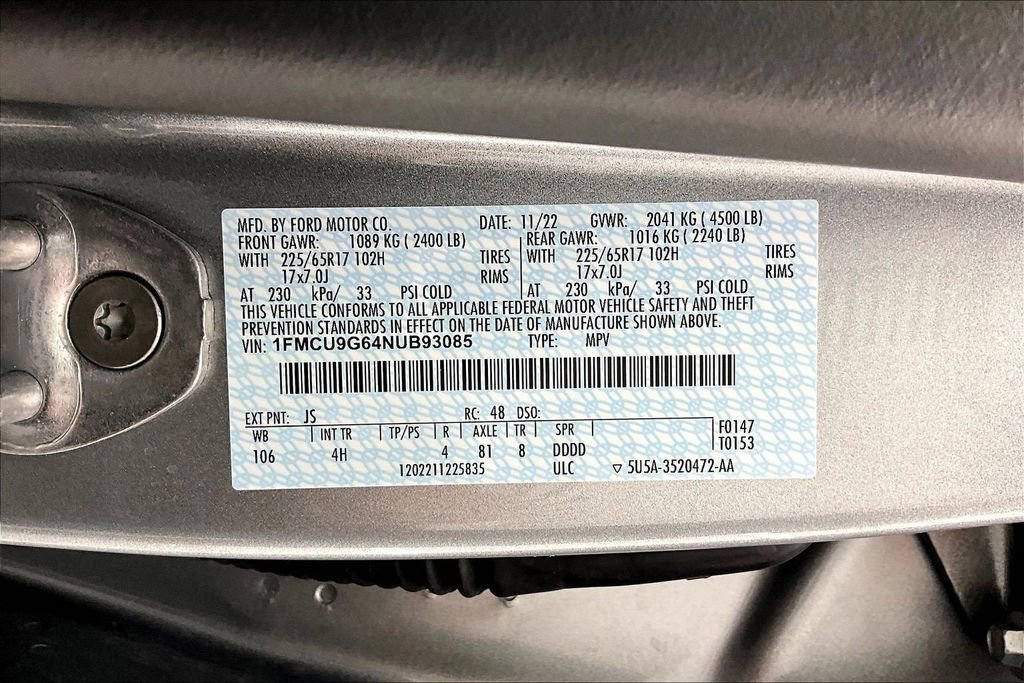 MFD. BY FORD MOTOR CO. DATE: 11/22 GVWR: 2041 KG ( 4500 LB)
FRONT GAWR: 1089 KG ( 2400 LB) REAR GAWR: 1016 KG ( 2240 LB)
WITH 225/65R17 102H TIRES WITH 225/65R17 102H TIRES
17x7.0J RIMS 17x7.0J RIMS
AT 230 kPa/ 33 PSI COLD AT 230 kPa/ 33 PSI COLD
THIS VEHICLE CONFORMS TO ALL APPLICABLE FEDERAL MOTOR VEHICLE SAFETY AND THEFT
PREVENTION STANDARDS IN EFFECT ON THE DATE OF MANUFACTURE SHOWN ABOVE.
VIN: 1FMCU9G64NUB93085 TYPE: MPV
EXT PNT: JS RC: 48 DSO:
WB INT TR TP/PS R AXLE TR SPR F0147
106 4H 4 81 8 DDDD T0153
1202211225835 ULC ▽ 5U5A-3520472-AA